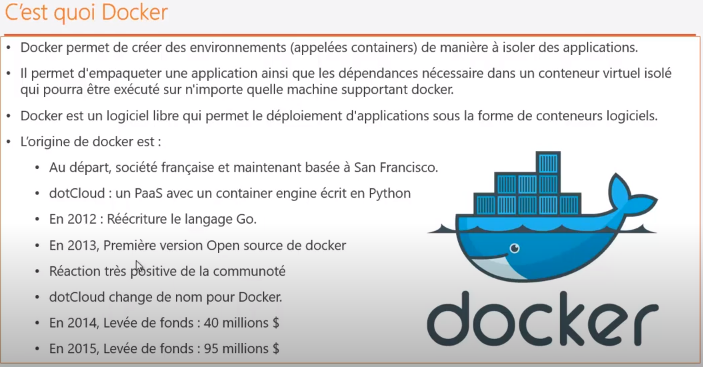 C'est quoi Docker
• Docker permet de créer des environnements (appelées containers) de manière à isoler des applications.
• Il permet d'empaqueter une application ainsi que les dépendances nécessaire dans un conteneur virtuel isolé
qui pourra être exécuté sur n'importe quelle machine supportant docker.
• Docker est un logiciel libre qui permet le déploiement d'applications sous la forme de conteneurs logiciels.
• L'origine de docker est :
• Au départ, société française et maintenant basée à San Francisco.
• dotCloud : un PaaS avec un container engine écrit en Python
• En 2012 : Réécriture le langage Go.
• En 2013, Première version Open source de docker
• Réaction très positive de la communoté
• dotCloud change de nom pour Docker.
• En 2014, Levée de fonds : 40 millions $
• En 2015, Levée de fonds : 95 millions $
docker